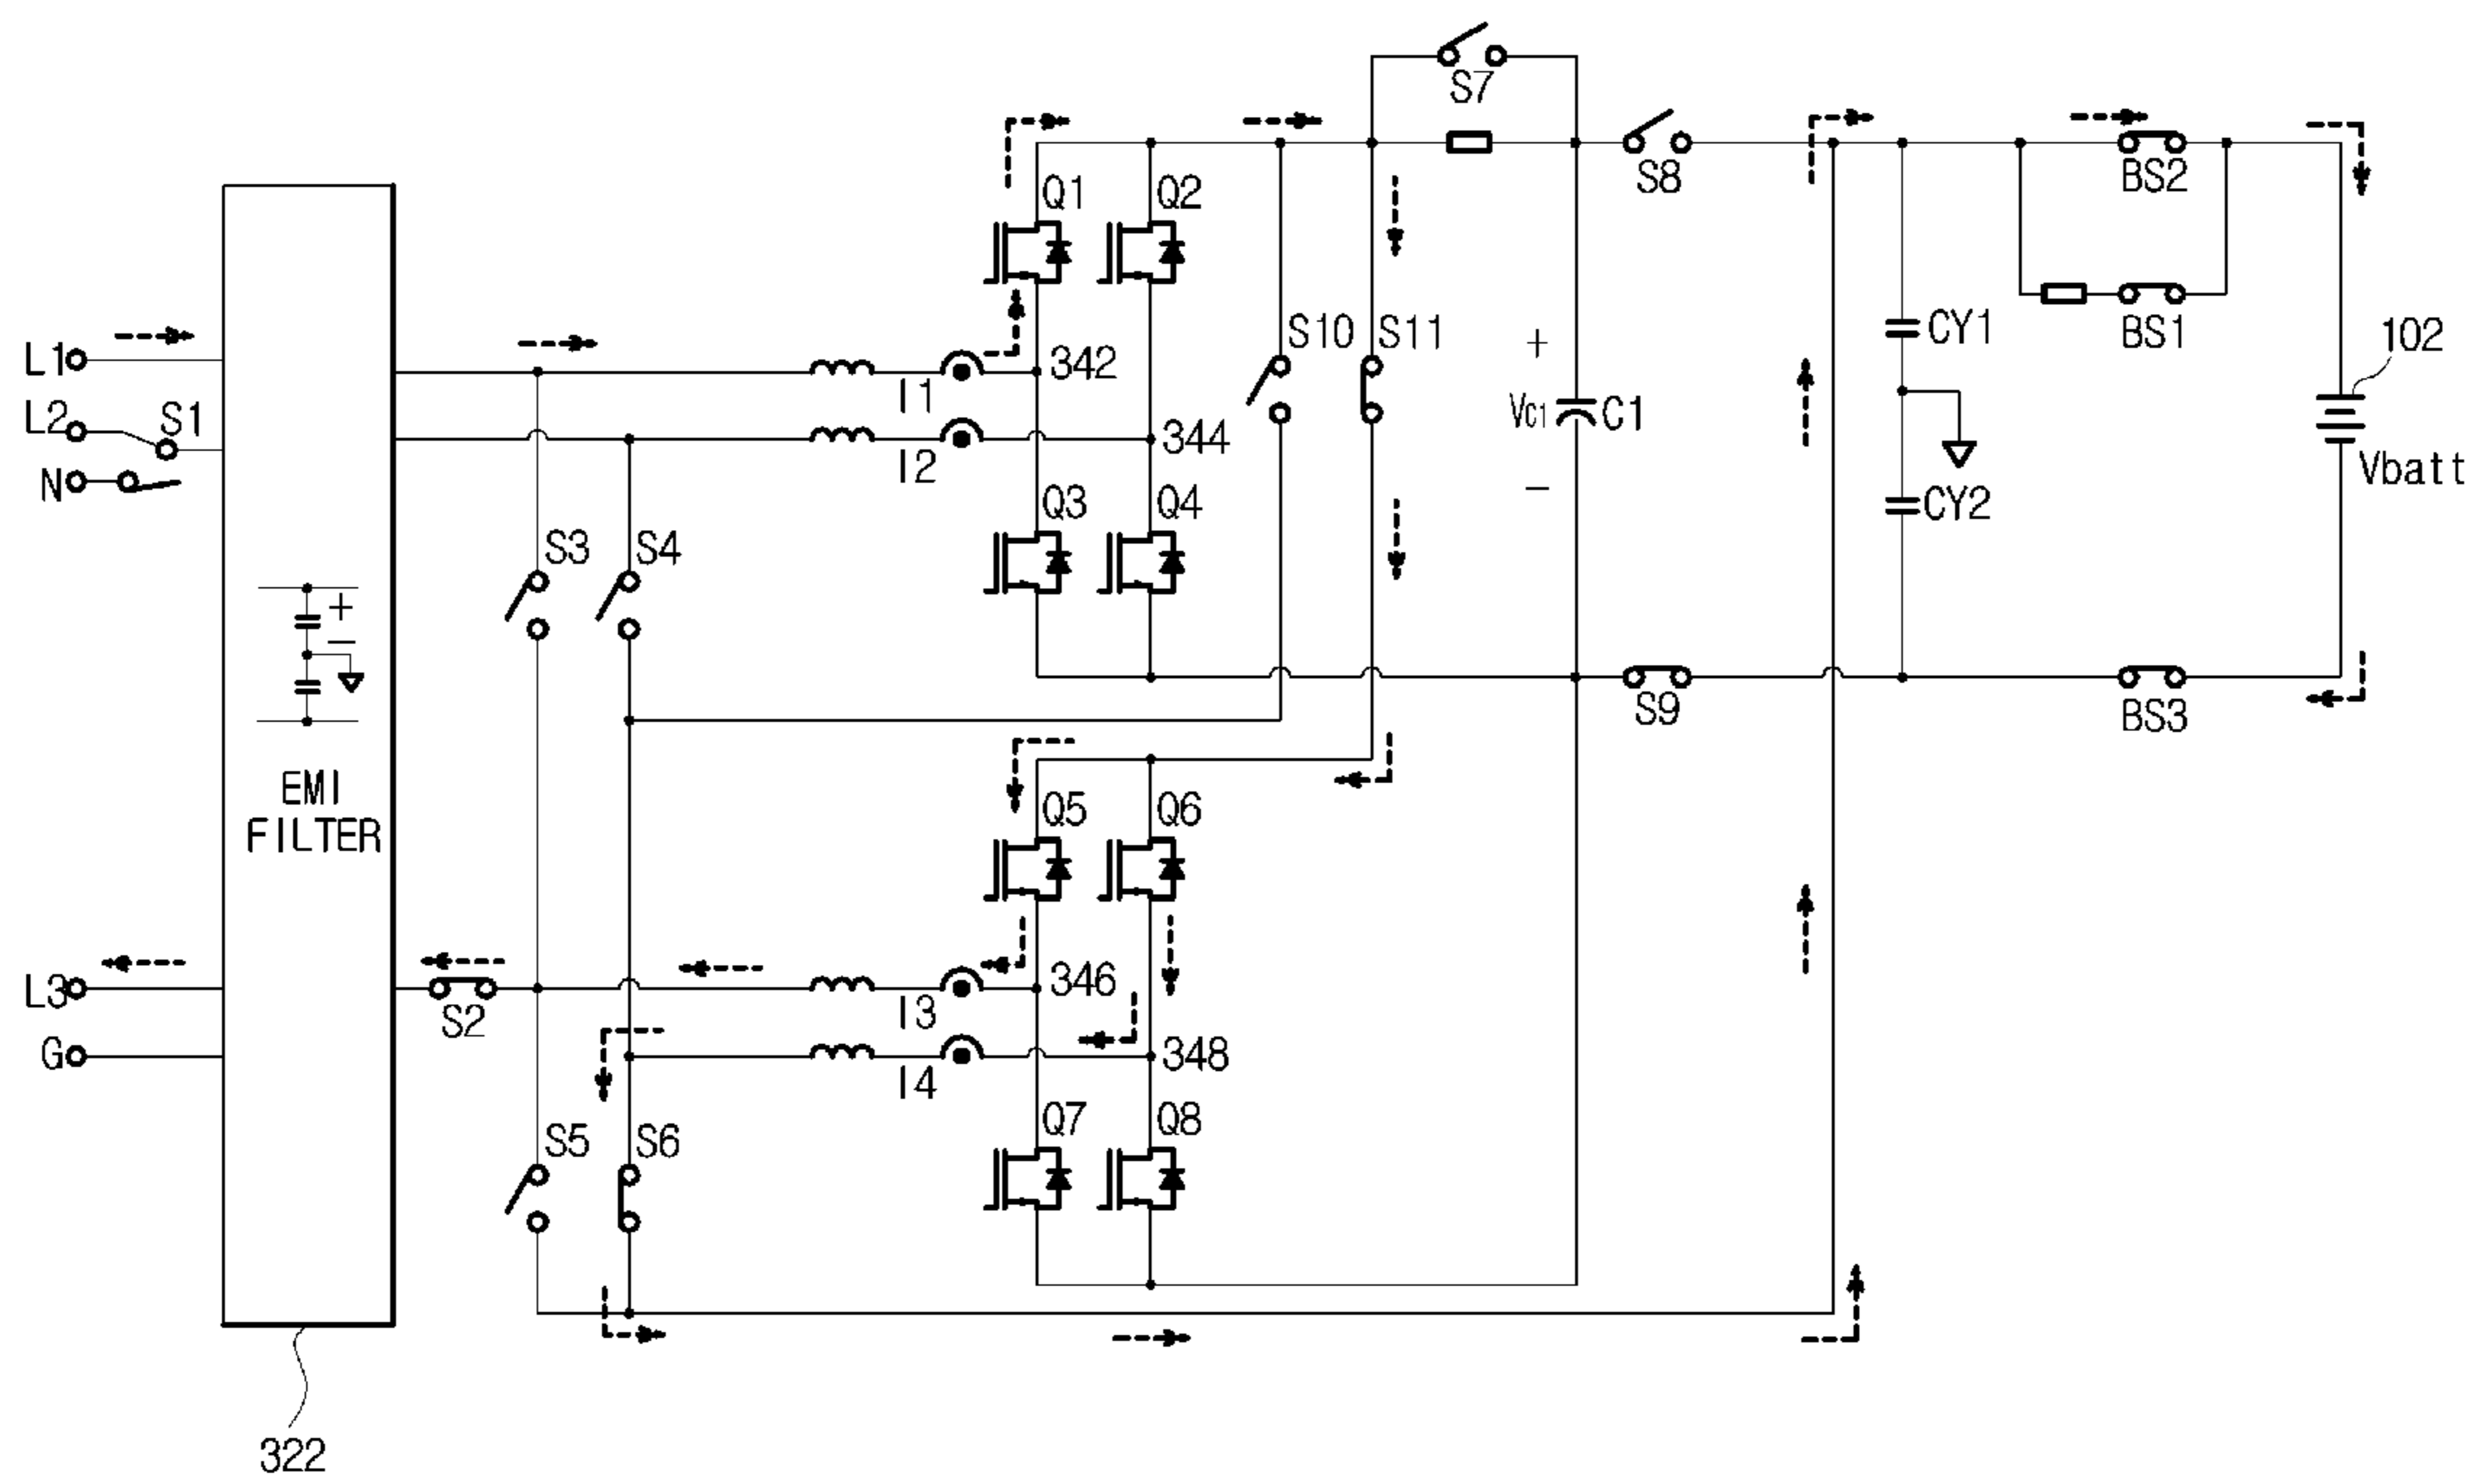 S7
S8
BS2
Q1
Q2
BS1
S10
S11
CY1
102
L1
342
+
VC1
C1
I1
L2
S1
344
Vbatt
N
I2
Q3
Q4
CY2
−
S3
S4
+
−
S9
BS3
EMI
FILTER
Q5
Q6
L3
S2
346
I3
G
348
I4
Q7
Q8
S5
S6
322